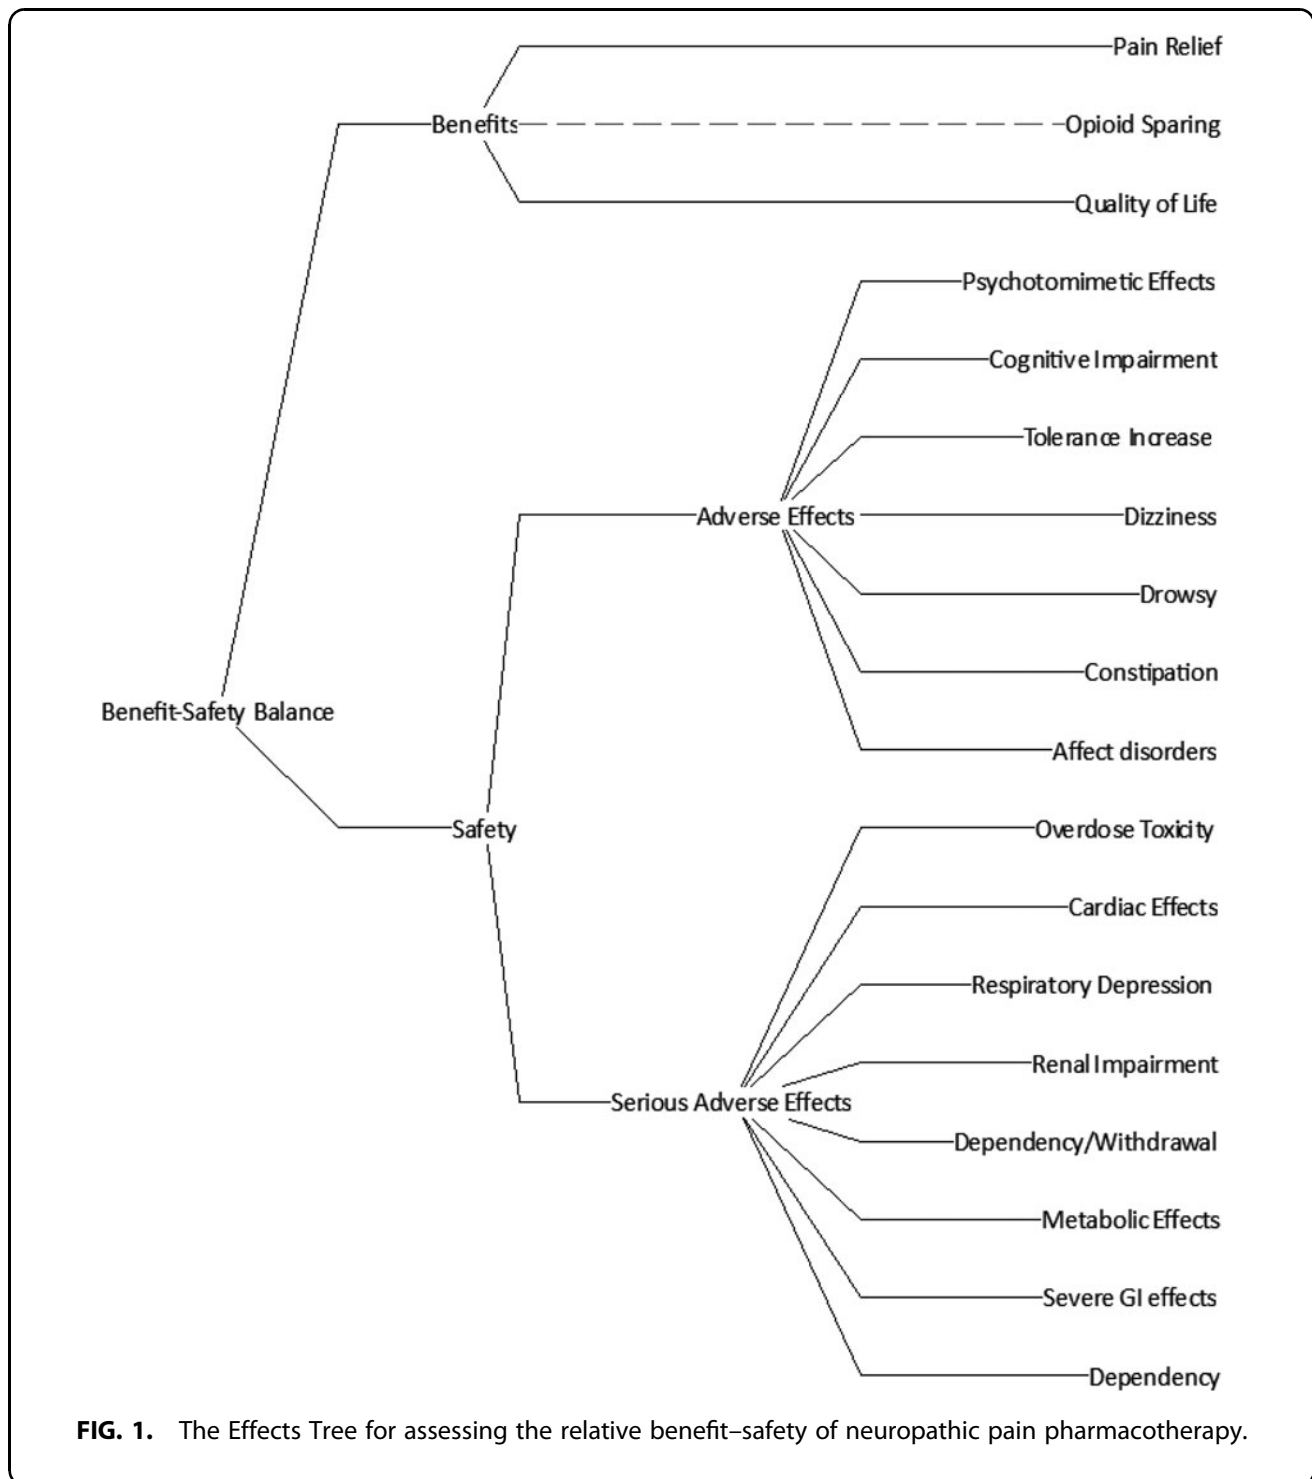 Pain Relief
Benefits
Opioid Sparing
Quality of Life
Psychotomimetic Effects
Cognitive Impairment
Tolerance Increase
Adverse Effects
Dizziness
Drowsy
Constipation
Benefit-Safety Balance
Affect disorders
Safety
Overdose Toxicity
Cardiac Effects
Respiratory Depression
Renal Impairment
Serious Adverse Effects
Dependency/Withdrawal
Metabolic Effects
Severe GI effects
Dependency
FIG. 1. The Effects Tree for assessing the relative benefit–safety of neuropathic pain pharmacotherapy.